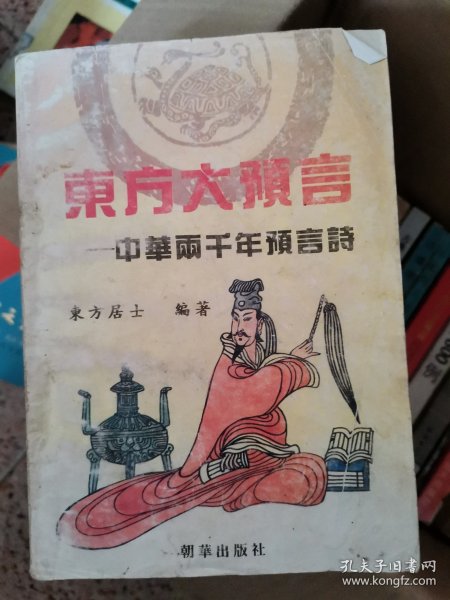 東方大預言
—中華兩千年預言詩
東方居士 編著
朝華出版社
孔夫子旧书网
www.kongfz.com